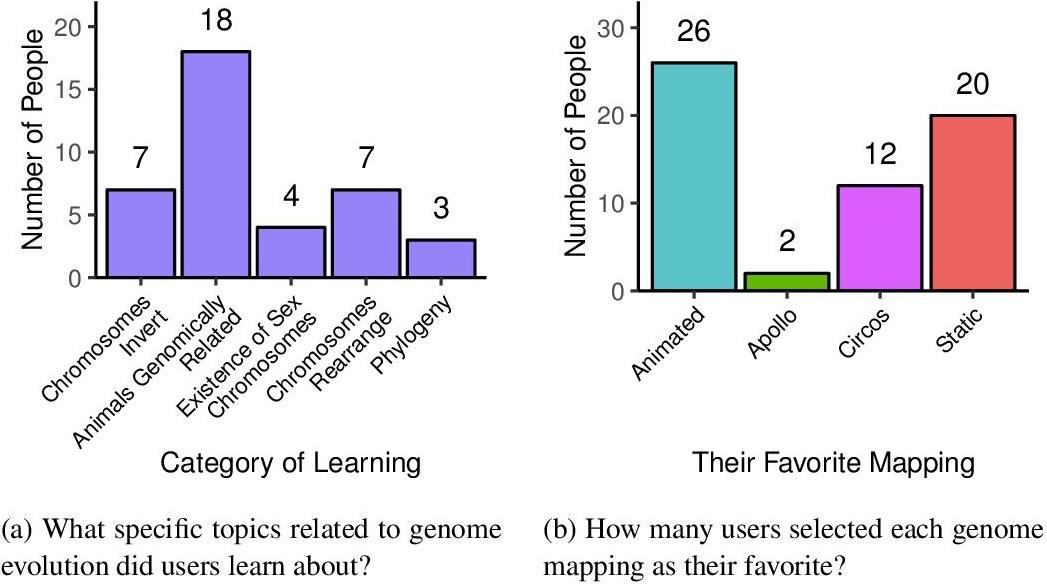 Number of People
20
15
10
5
0
7
18
4
7
3
Chromosomes
Invert
Animals Genomically
Related
Existence of Sex
Chromosomes
Chromosomes
Rearrange
Phylogeny
Category of Learning
(a) What specific topics related to genome
evolution did users learn about?
Number of People
30
20
10
0
26
2
12
20
Animated
Apollo
Circos
Static
Their Favorite Mapping
(b) How many users selected each genome
mapping as their favorite?